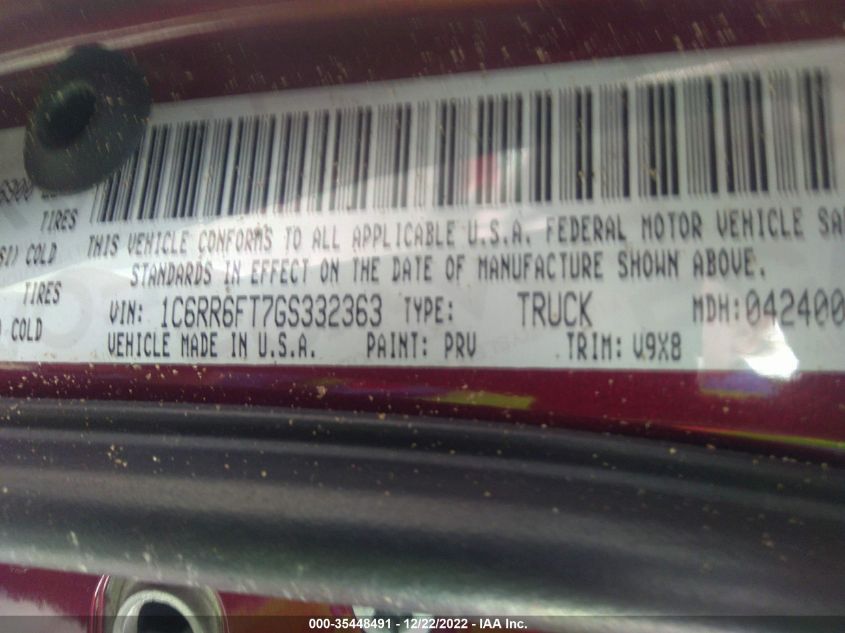 6900
TIRES
SI) COLD
TIRES
) COLD
THIS VEHICLE CONFORMS TO ALL APPLICABLE U.S.A. FEDERAL MOTOR VEHICLE SA
STANDARDS IN EFFECT ON THE DATE OF MANUFACTURE SHOWN ABOVE.
VIN: 1C6RR6FT7GS332363 TYPE: TRUCK MDH:042400
VEHICLE MADE IN U.S.A. PAINT: PRV TRIM: V9X8
000-35448491 - 12/22/2022 - IAA Inc.